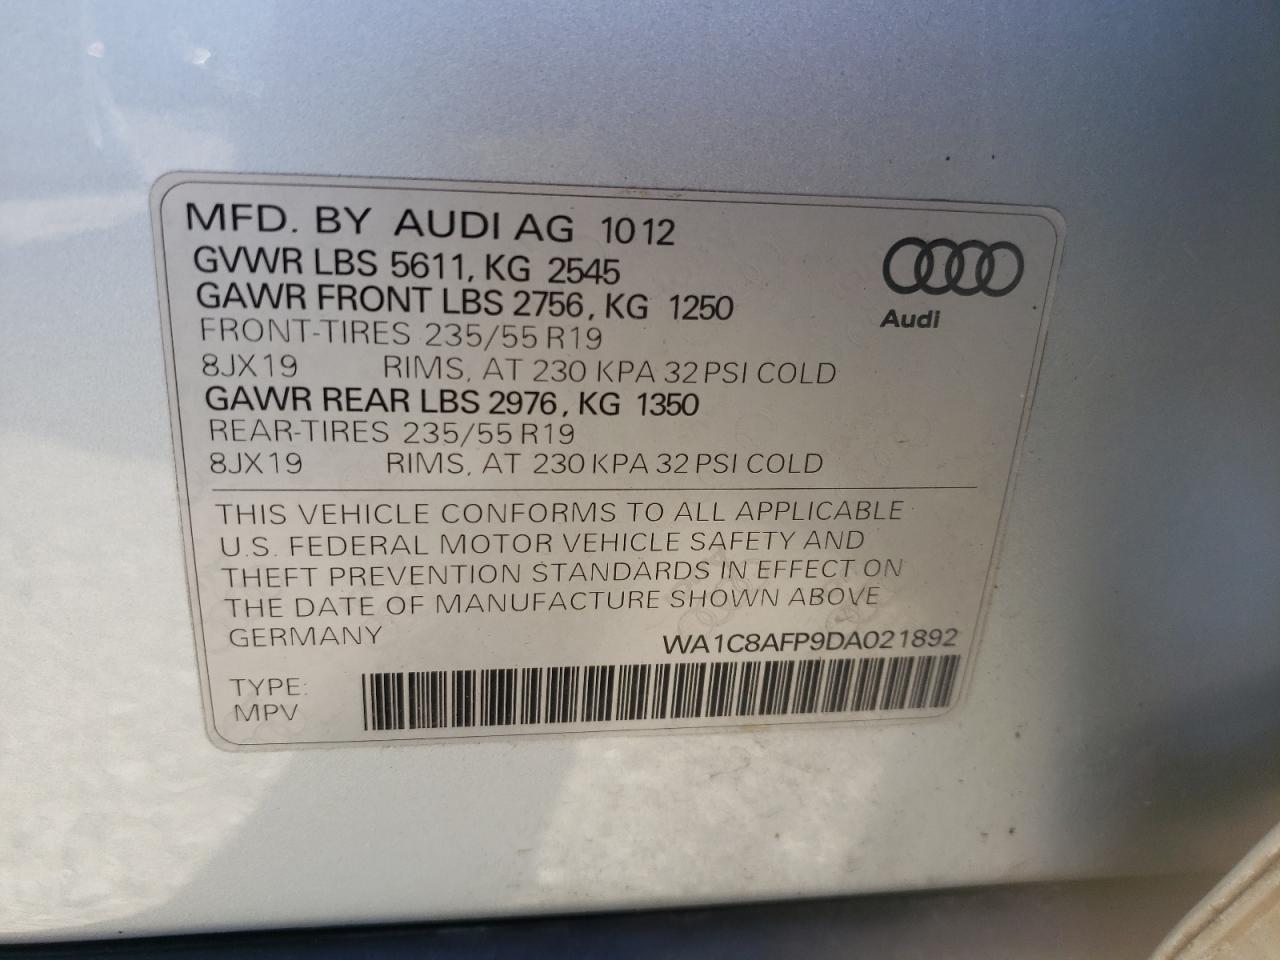 MFD. BY AUDI AG 10 12
GVWR LBS 5611, KG 2545
GAWR FRONT LBS 2756, KG 1250
FRONT-TIRES 235/55 R19
8JX19 RIMS, AT 230 KPA 32 PSI COLD
GAWR REAR LBS 2976, KG 1350
REAR-TIRES 235/55 R19
8JX19 RIMS, AT 230 KPA 32 PSI COLD
Audi
THIS VEHICLE CONFORMS TO ALL APPLICABLE
U.S. FEDERAL MOTOR VEHICLE SAFETY AND
THEFT PREVENTION STANDARDS IN EFFECT ON
THE DATE OF MANUFACTURE SHOWN ABOVE
GERMANY WA1C8AFP9DA021892
TYPE:
MPV